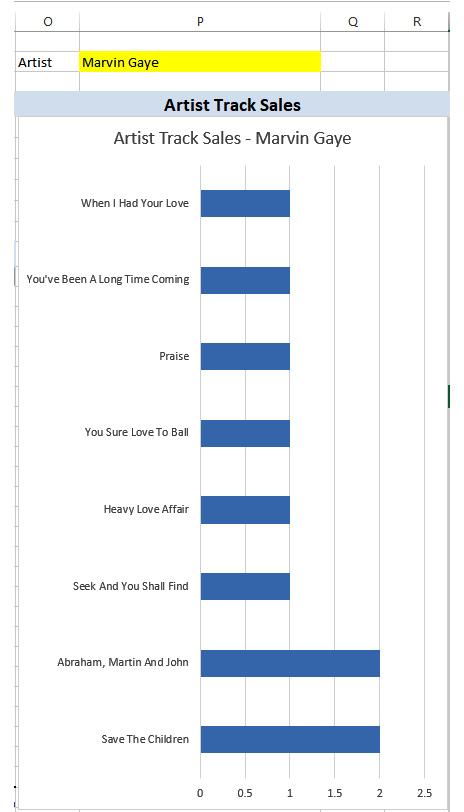 O P Q R
Artist Marvin Gaye
Artist Track Sales
Artist Track Sales - Marvin Gaye
When I Had Your Love
You've Been A Long Time Coming
Praise
You Sure Love To Ball
Heavy Love Affair
Seek And You Shall Find
Abraham, Martin And John
Save The Children
0 0.5 1 1.5 2 2.5